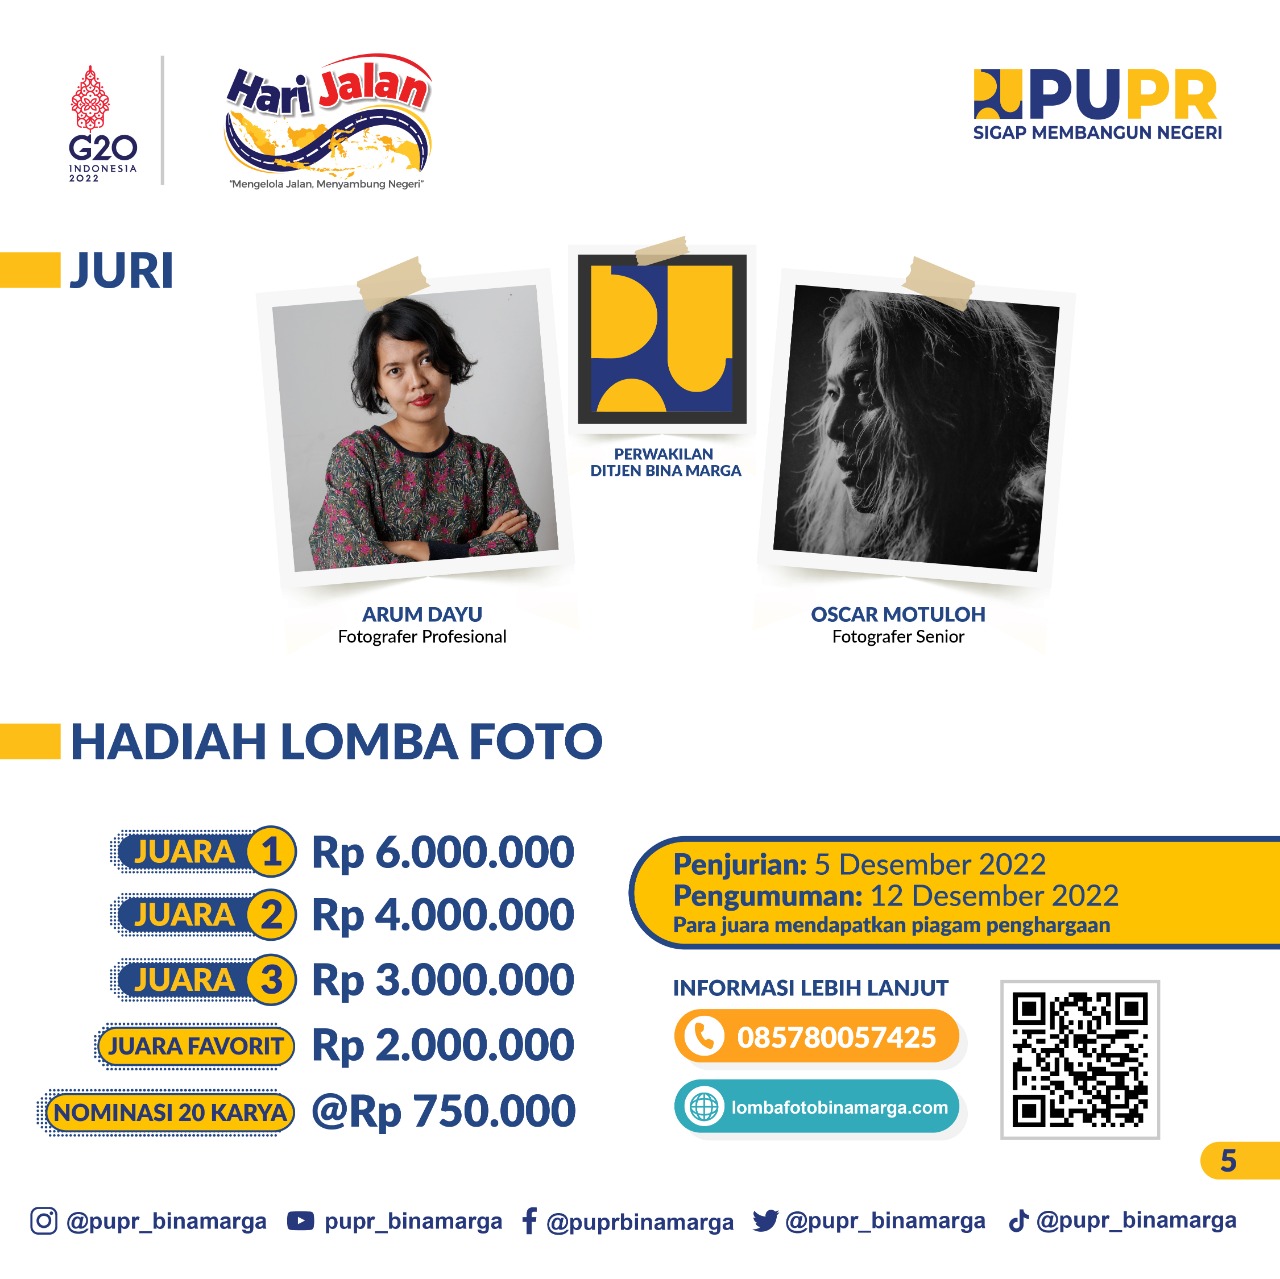 G20
INDONESIA
2022
Hari Jalan
"Mengelola Jalan, Menyambung Negeri"
PUPR
SIGAP MEMBANGUN NEGERI
JURI
PERWAKILAN
DITJEN BINA MARGA
ARUM DAYU
Fotografer Profesional
OSCAR MOTULOH
Fotografer Senior
HADIAH LOMBA FOTO
JUARA 1 Rp 6.000.000
JUARA 2 Rp 4.000.000
JUARA 3 Rp 3.000.000
JUARA FAVORIT Rp 2.000.000
NOMINASI 20 KARYA @Rp 750.000
Penjurian: 5 Desember 2022
Pengumuman: 12 Desember 2022
Para juara mendapatkan piagam penghargaan
INFORMASI LEBIH LANJUT
085780057425
lombafotobinamarga.com
5
@pupr_binamarga pupr_binamarga @puprbinamarga @pupr_binamarga @pupr_binamarga